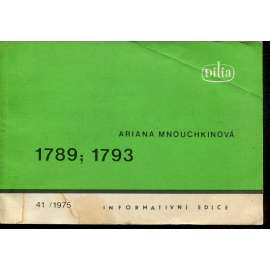 Dilia
ARIANA MNOUCHKINOVÁ
1789; 1793
41/1975 INFORMATIVNÍ EDICE